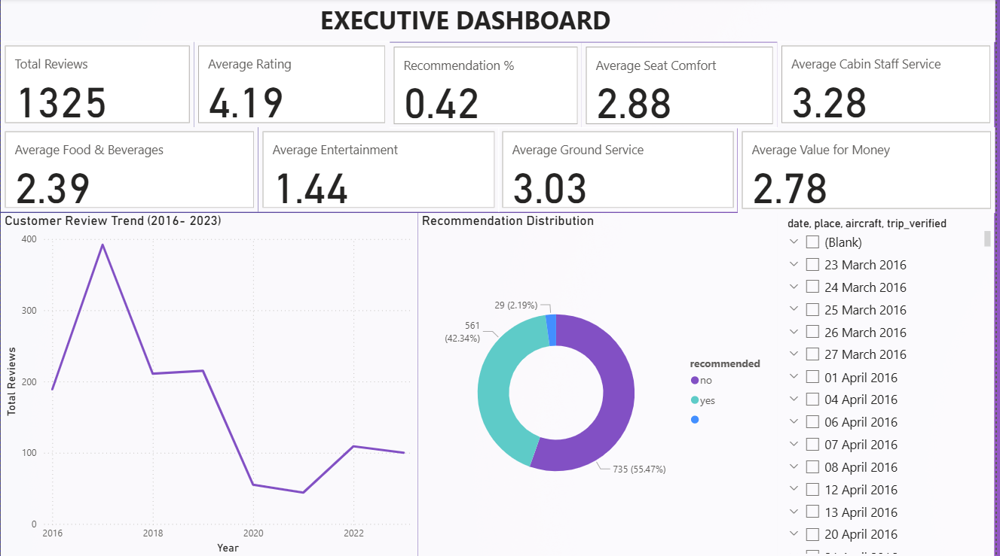 EXECUTIVE DASHBOARD
Total Reviews
1325
Average Rating
4.19
Recommendation %
0.42
Average Seat Comfort
2.88
Average Cabin Staff Service
3.28
Average Food & Beverages
2.39
Average Entertainment
1.44
Average Ground Service
3.03
Average Value for Money
2.78
Customer Review Trend (2016- 2023)
400
300
200
100
0
Total Reviews
2016
2018
2020
2022
Year
Recommendation Distribution
29 (2.19%)
561
(42.34%)
735 (55.47%)
recommended
no
yes
date, place, aircraft, trip_verified
(Blank)
23 March 2016
24 March 2016
25 March 2016
26 March 2016
27 March 2016
01 April 2016
04 April 2016
06 April 2016
07 April 2016
08 April 2016
12 April 2016
13 April 2016
20 April 2016